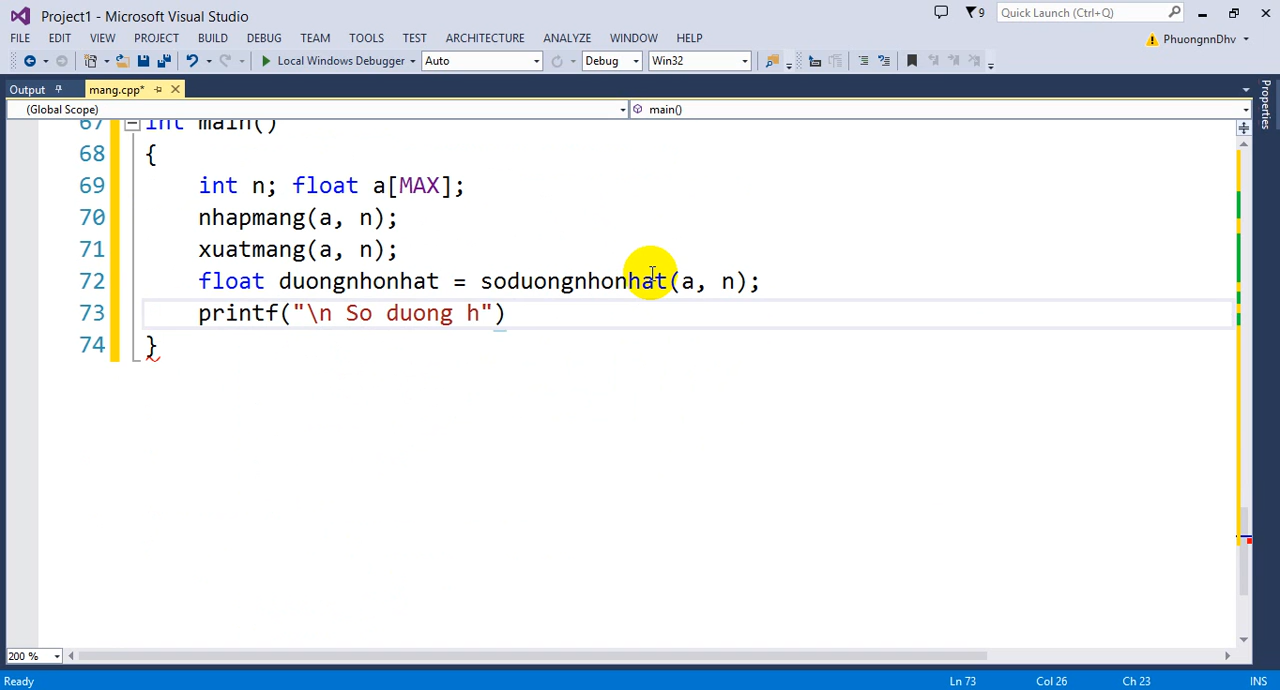 Project1 - Microsoft Visual Studio
9
Quick Launch (Ctrl+Q)
FILE EDIT VIEW PROJECT BUILD DEBUG TEAM TOOLS TEST ARCHITECTURE ANALYZE WINDOW HELP
PhuongnnDhv
Local Windows Debugger Auto Debug Win32
Output mang.cpp*
Properties
(Global Scope) main()
67 int main()
68 {
69 int n; float a[MAX];
70 nhapmang(a, n);
71 xuatmang(a, n);
72 float duongnhonhat = soduongnhonhat(a, n);
73 printf("\n So duong h")
74 }
200 %
Ready Ln 73 Col 26 Ch 23 INS